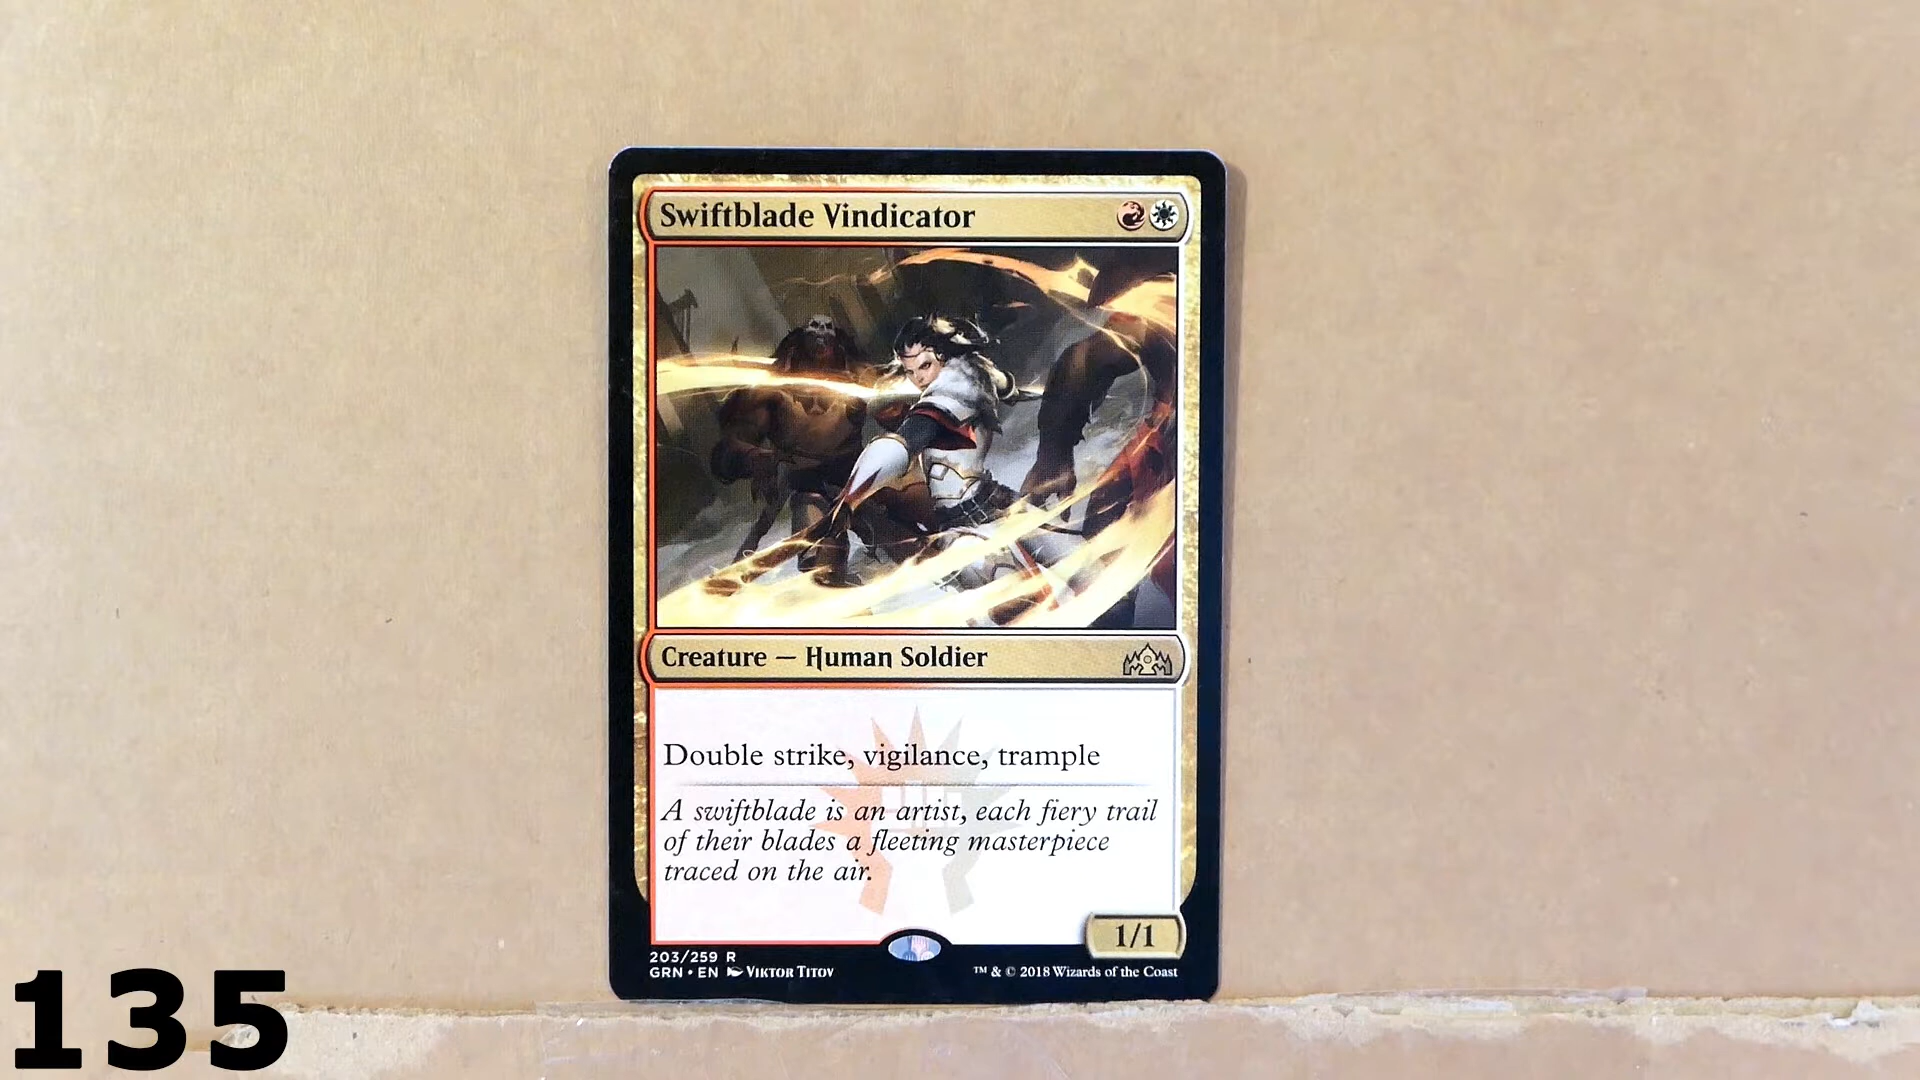 Swiftblade Vindicator
Creature — Human Soldier
Double strike, vigilance, trample
A swiftblade is an artist, each fiery trail
of their blades a fleeting masterpiece
traced on the air.
1/1
203/259 R
GRN • EN Viktor Titov
™ & © 2018 Wizards of the Coast
135